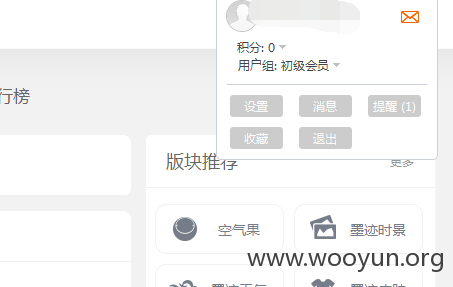 积分: 0
用户组: 初级会员
设置 消息 提醒 (1)
收藏 退出
行榜
版块推荐 更多
空气果 墨迹时景
www.wooyun.org